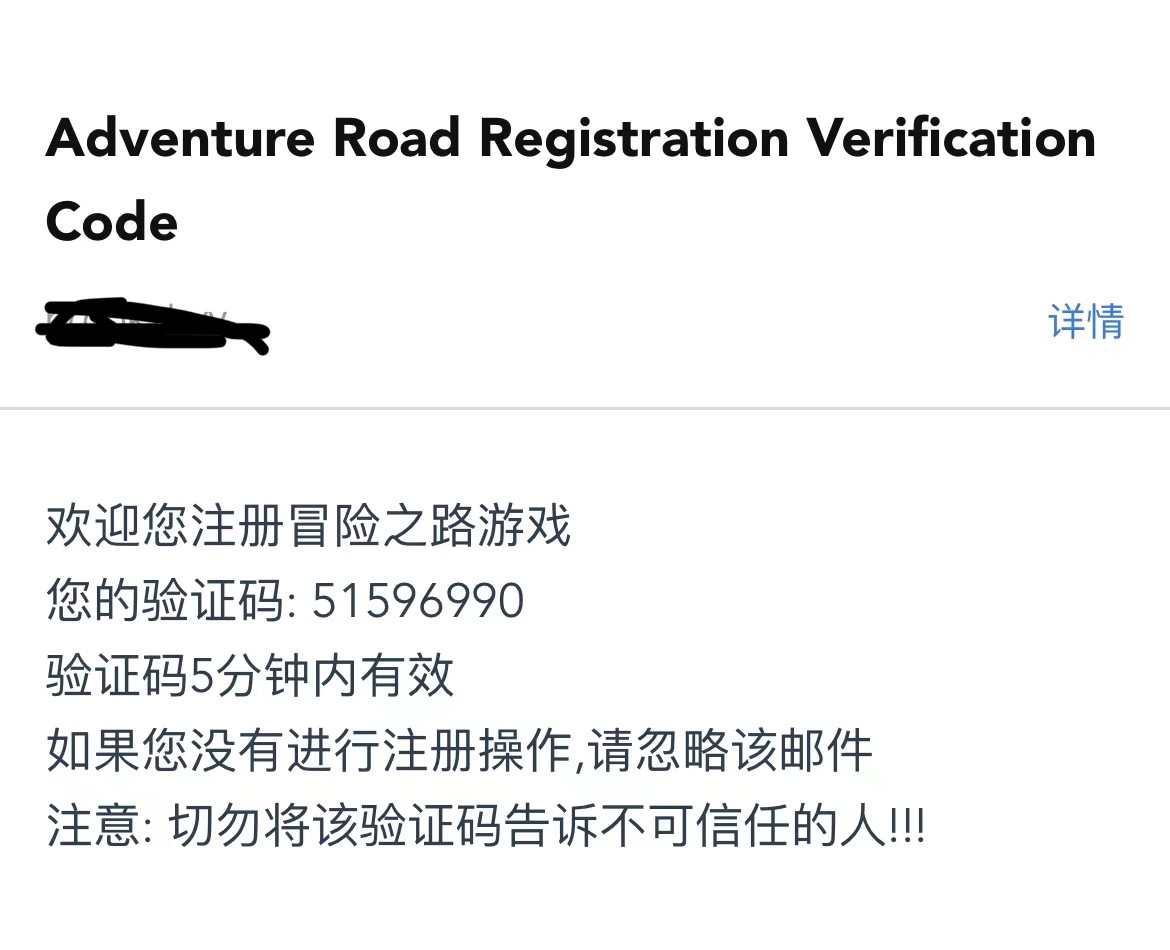 Adventure Road Registration Verification
Code
详情
欢迎您注册冒险之路游戏
您的验证码: 51596990
验证码5分钟内有效
如果您没有进行注册操作,请忽略该邮件
注意: 切勿将该验证码告诉不可信任的人!!!